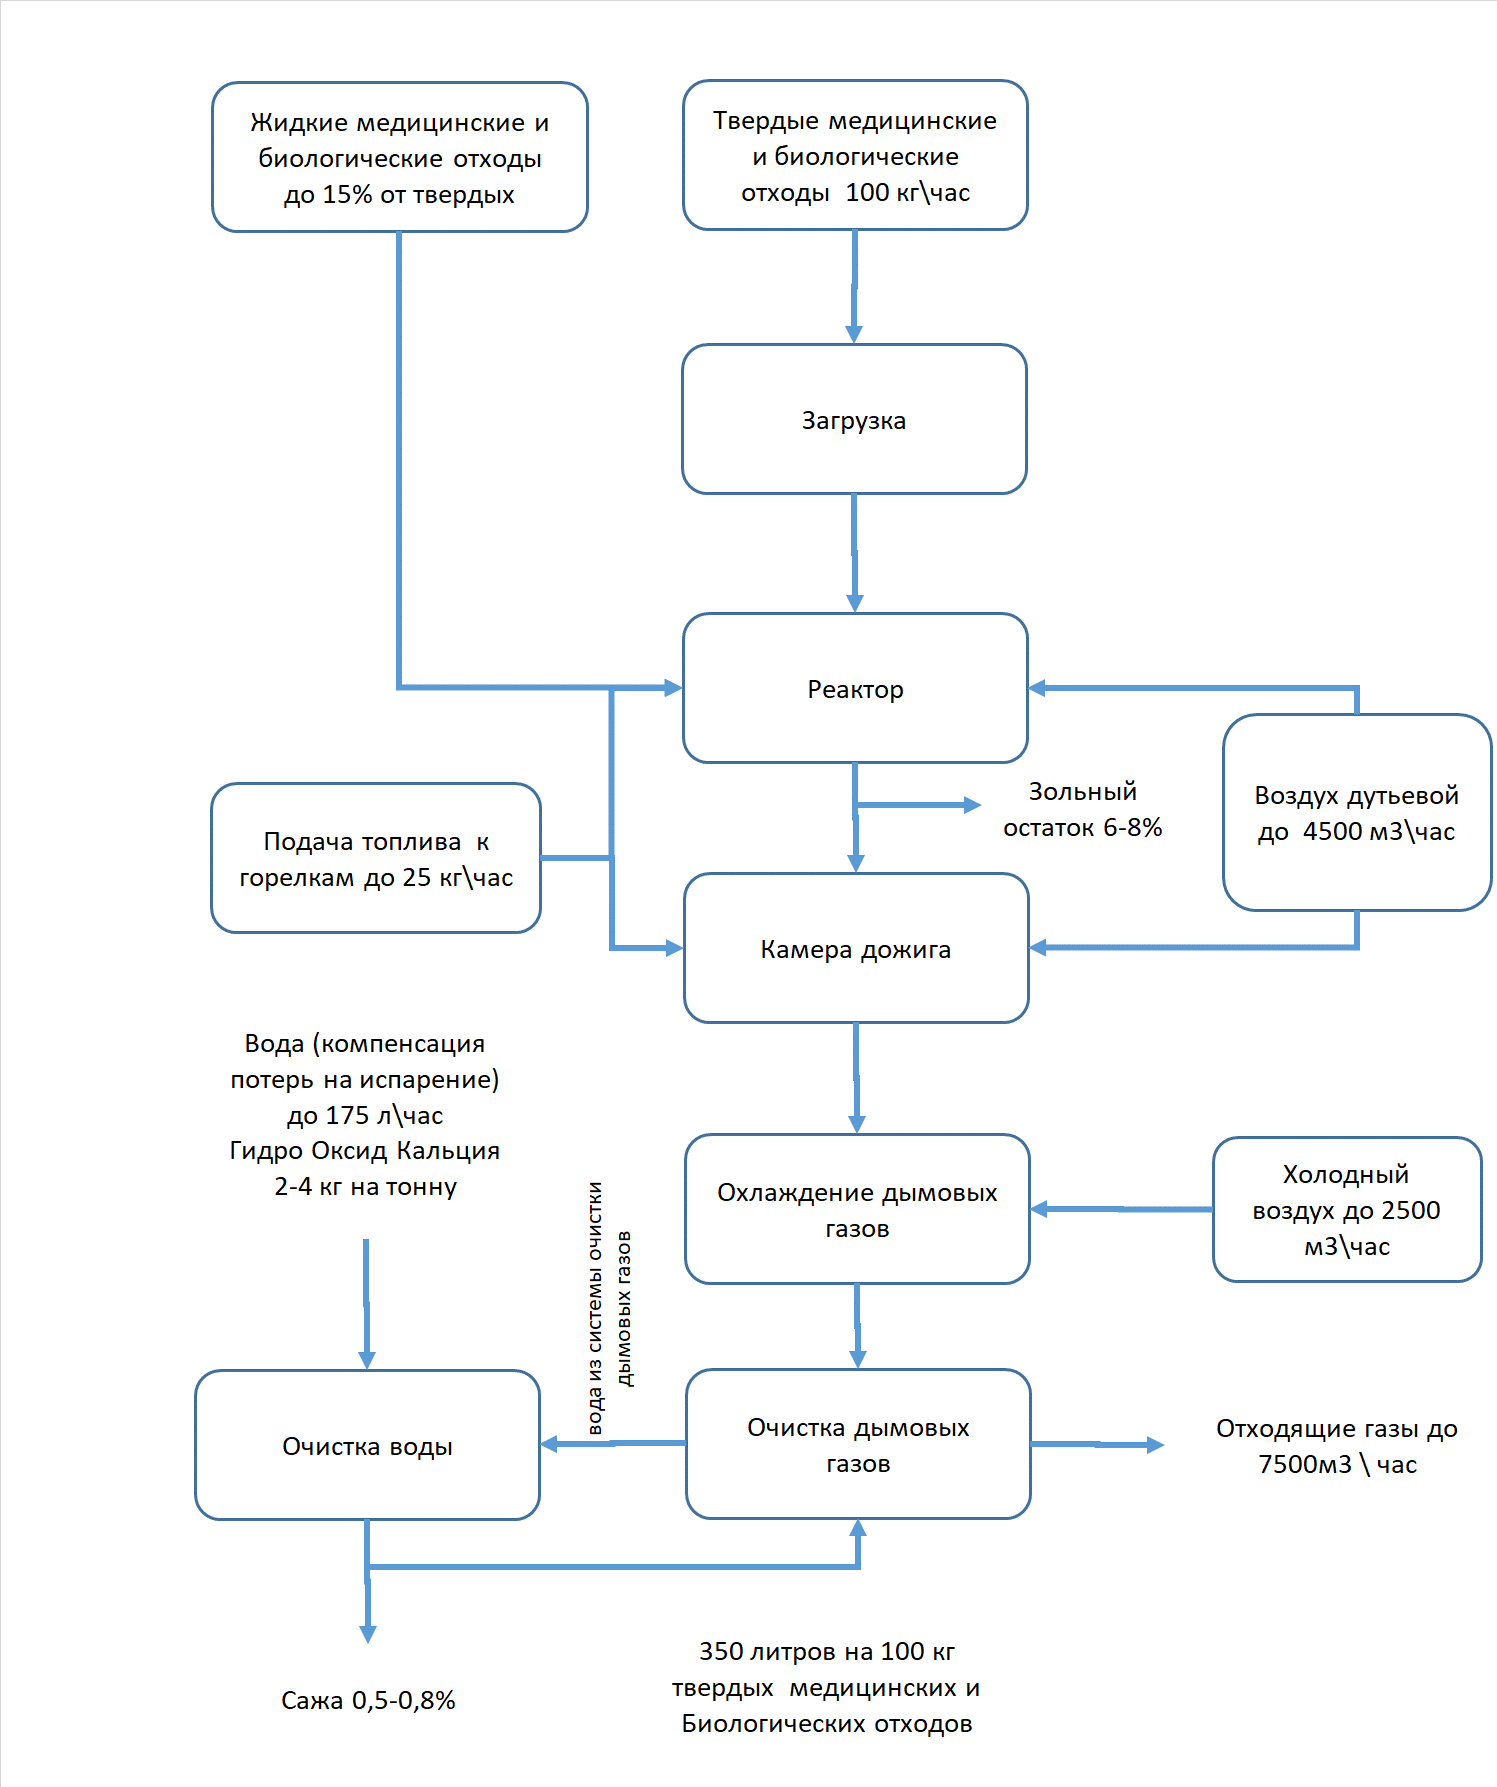 Жидкие медицинские и
биологические отходы
до 15% от твердых
Твердые медицинские
и биологические
отходы 100 кг\час
Загрузка
Реактор
Зольный
остаток 6-8%
Воздух дутьевой
до 4500 м3\час
Подача топлива к
горелкам до 25 кг\час
Камера дожига
Вода (компенсация
потерь на испарение)
до 175 л\час
Гидро Оксид Кальция
2-4 кг на тонну
Охлаждение дымовых
газов
Холодный
воздух до 2500
м3\час
вода из системы очистки
дымовых газов
Очистка воды
Очистка дымовых
газов
Отходящие газы до
7500м3 \ час
Сажа 0,5-0,8%
350 литров на 100 кг
твердых медицинских и
Биологических отходов